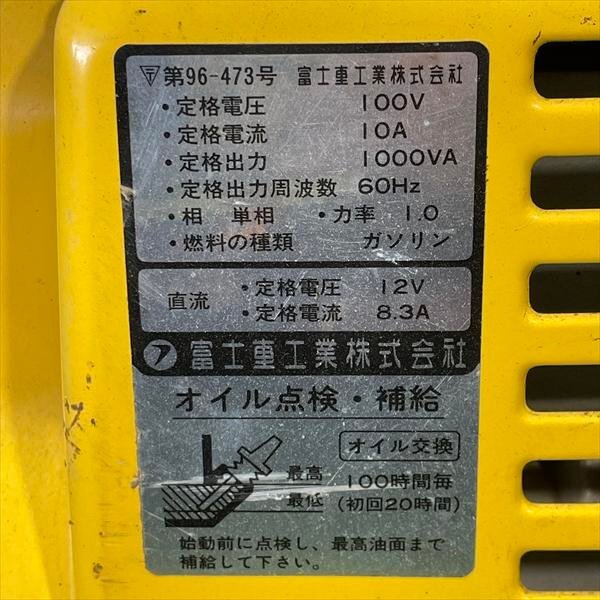 〒 第96-473号 富士重工業株式会社
・定格電圧 100V
・定格電流 10A
・定格出力 1000VA
・定格出力周波数 60Hz
・相 単相 ・力率 1.0
・燃料の種類 ガソリン
直流 ・定格電圧 12V
・定格電流 8.3A
富士重工業株式会社
オイル点検・補給
オイル交換
最高 100時間毎
最低 (初回20時間)
始動前に点検し、最高油面まで
補給して下さい。